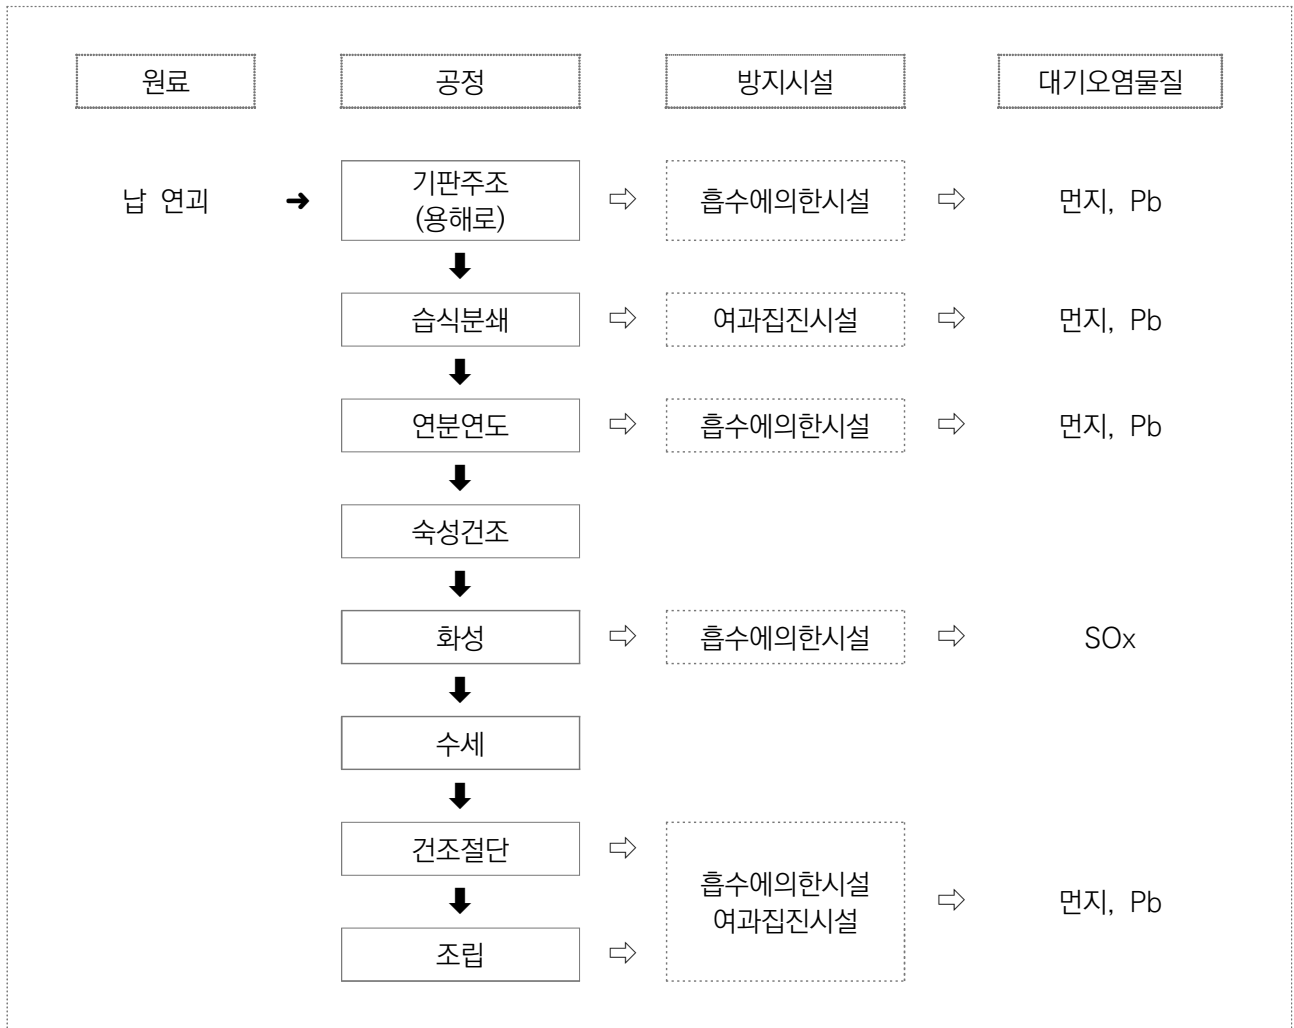 원료
공정
방지시설
대기오염물질
납 연괴
기판주조
(용해로)
흡수에의한시설
먼지, Pb
습식분쇄
여과집진시설
먼지, Pb
연분연도
흡수에의한시설
먼지, Pb
숙성건조
화성
흡수에의한시설
SOx
수세
건조절단
흡수에의한시설
여과집진시설
먼지, Pb
조립